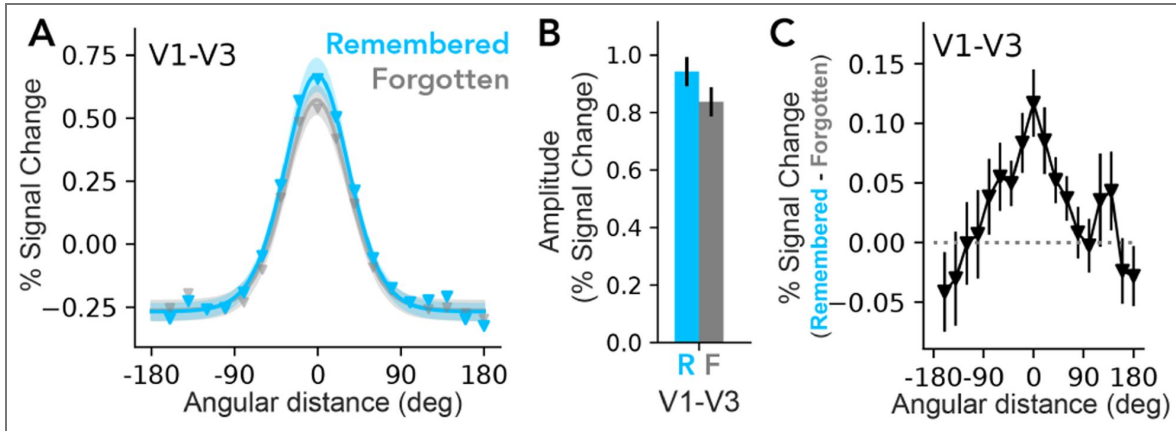 A
V1-V3
Remembered
Forgotten
% Signal Change
0.75
0.50
0.25
0.00
−0.25
-180
-90
0
90
180
Angular distance (deg)
B
Amplitude
(% Signal Change)
1.0
0.8
0.6
0.4
0.2
0.0
R F
V1-V3
C
V1-V3
% Signal Change
(Remembered - Forgotten)
0.15
0.10
0.05
0.00
−0.05
-180
-90
0
90
180
Angular distance (deg)